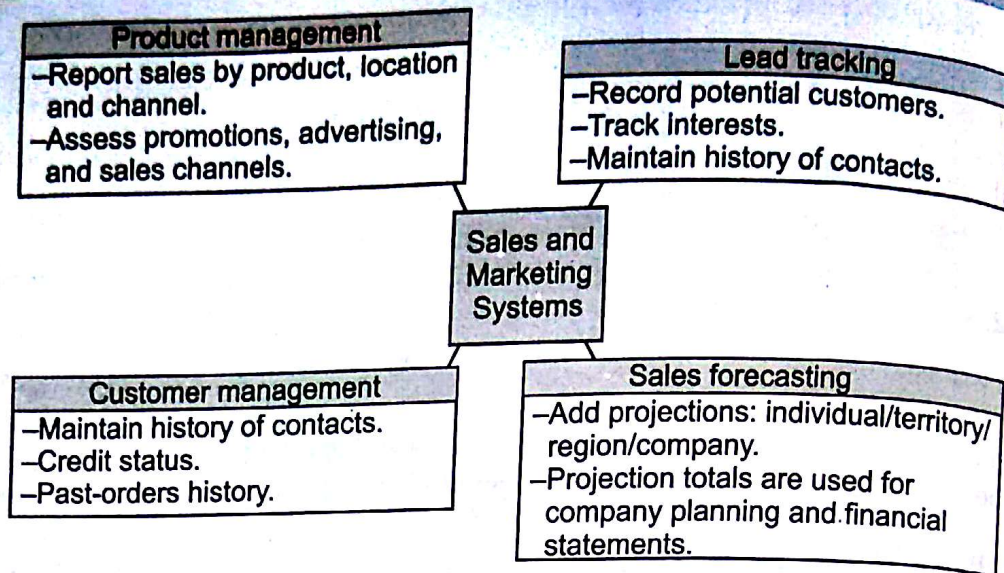 Product management
–Report sales by product, location
and channel.
–Assess promotions, advertising,
and sales channels.
Lead tracking
–Record potential customers.
–Track interests.
–Maintain history of contacts.
Sales and
Marketing
Systems
Customer management
–Maintain history of contacts.
–Credit status.
–Past-orders history.
Sales forecasting
–Add projections: individual/territory/
region/company.
–Projection totals are used for
company planning and financial
statements.